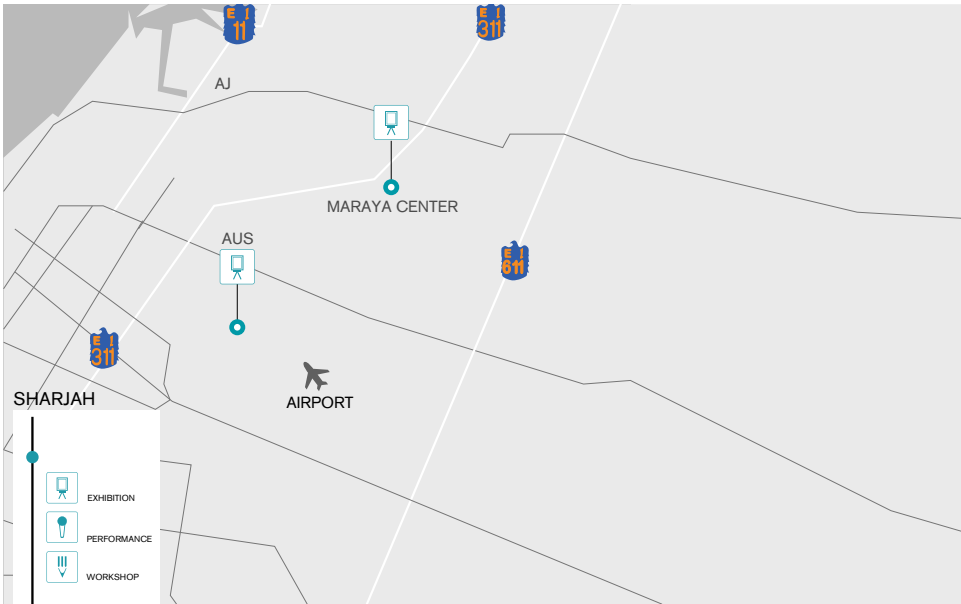 E 11
E 311
AJ
MARAYA CENTER
AUS
E 611
E 311
AIRPORT
SHARJAH
EXHIBITION
PERFORMANCE
WORKSHOP